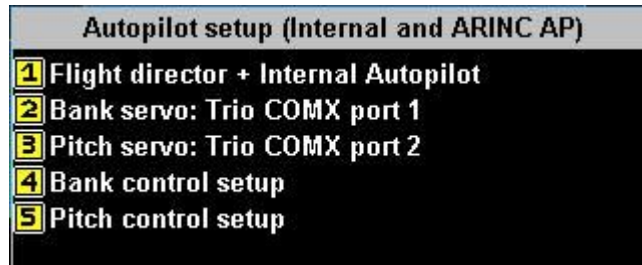 Autopilot setup (Internal and ARINC AP)
1 Flight director + Internal Autopilot
2 Bank servo: Trio COMX port 1
3 Pitch servo: Trio COMX port 2
4 Bank control setup
5 Pitch control setup